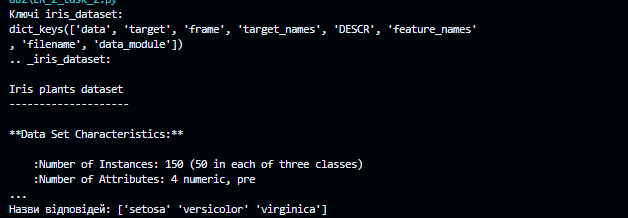 Ключі iris_dataset:
dict_keys(['data', 'target', 'frame', 'target_names', 'DESCR', 'feature_names'
, 'filename', 'data_module'])
.. _iris_dataset:
Iris plants dataset
--------------------
**Data Set Characteristics:**
:Number of Instances: 150 (50 in each of three classes)
:Number of Attributes: 4 numeric, pre
...
Назви відповідей: ['setosa' 'versicolor' 'virginica']